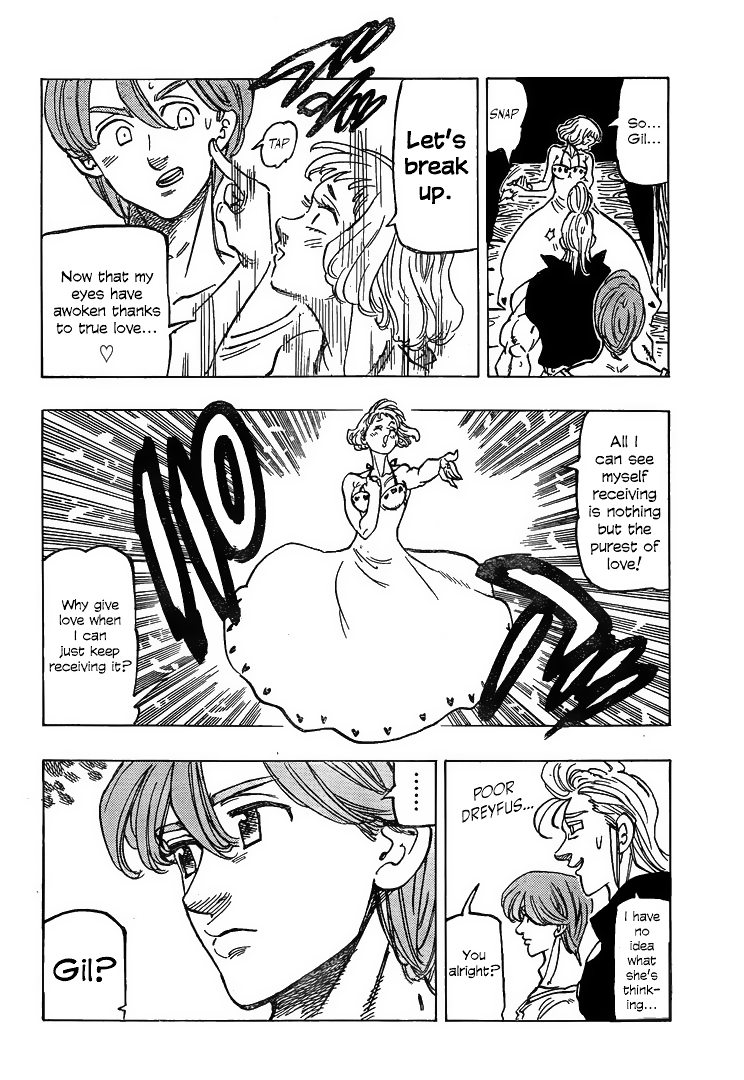 So...
Gil...
SNAP
Let's
break
up.
TAP
Now that my
eyes have
awoken thanks
to true love...
♡
All I
can see
myself
receiving
is nothing
but the
purest of
love!
Why give
love when
I can
just keep
receiving it?
POOR
DREYFUS...
I have
no
idea
what
she's
think-
ing...
You
alright?
........
Gil?